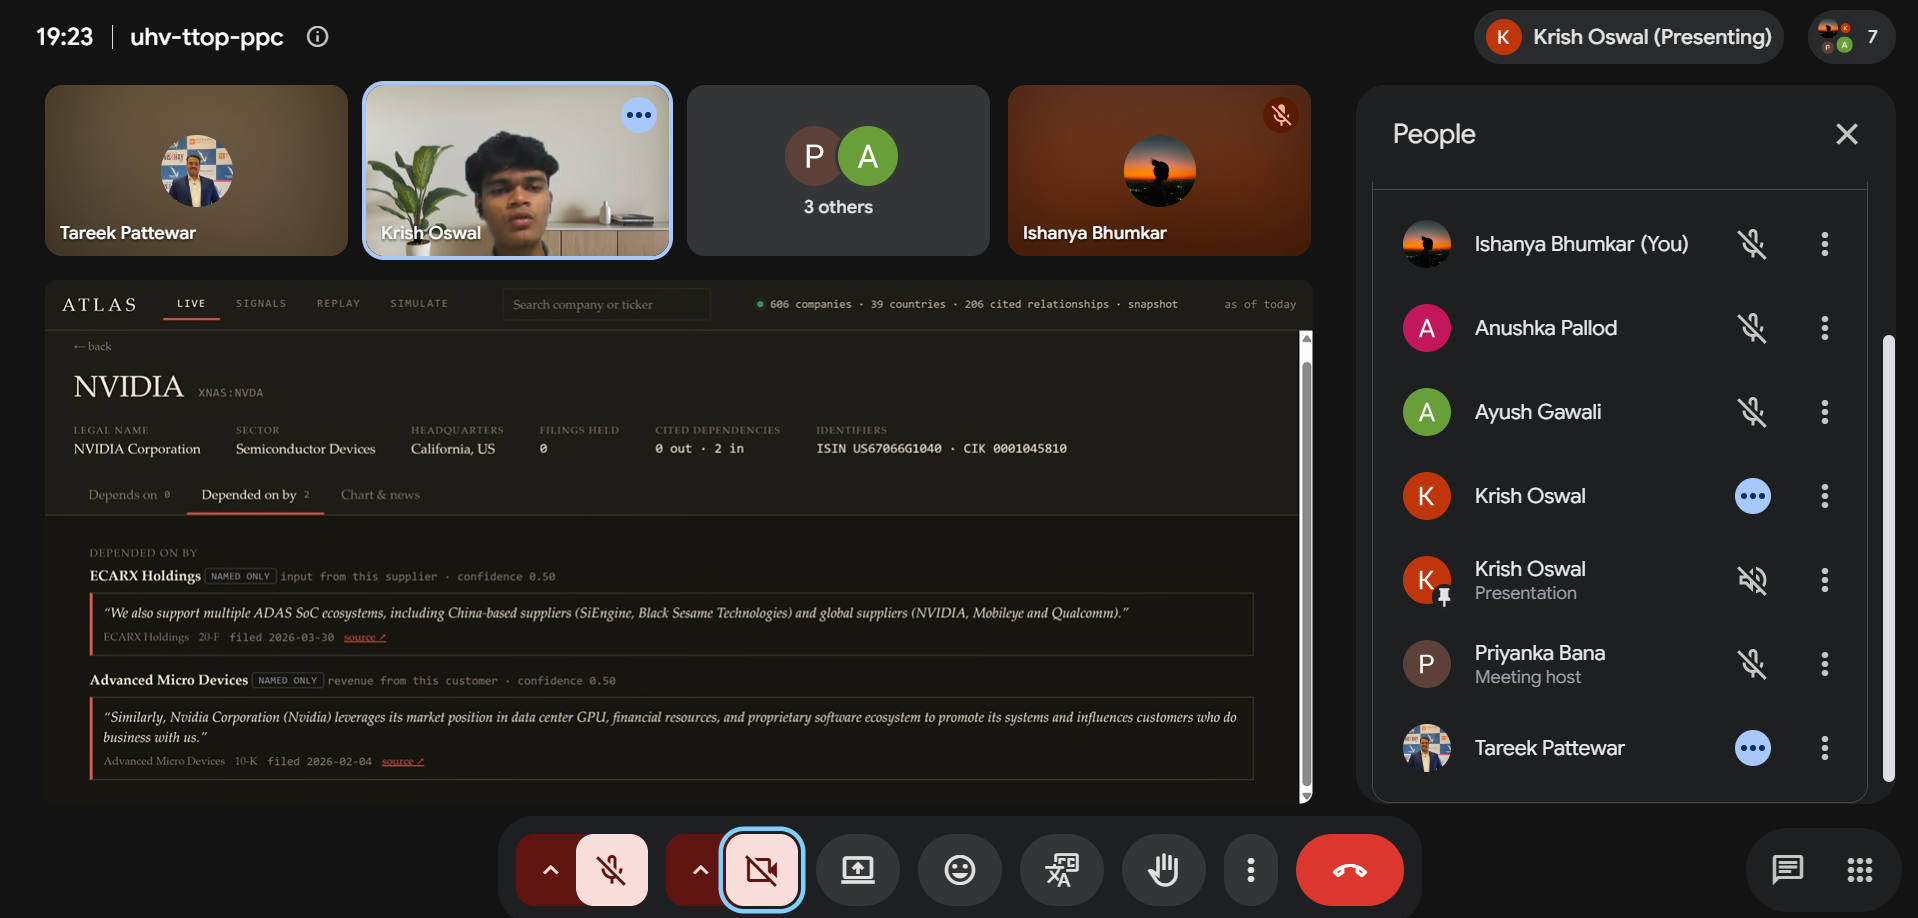 19:23
uhv-ttop-ppc
K
Krish Oswal (Presenting)
K
P
A
7
Tareek Pattewar
Krish Oswal
P
A
3 others
Ishanya Bhumkar
People
Ishanya Bhumkar (You)
A
Anushka Pallod
A
Ayush Gawali
K
Krish Oswal
K
Krish Oswal
Presentation
P
Priyanka Bana
Meeting host
Tareek Pattewar
ATLAS
LIVE
SIGNALS
REPLAY
SIMULATE
Search company or ticker
606 companies · 39 countries · 206 cited relationships · snapshot
as of today
← back
NVIDIA XNAS:NVDA
LEGAL NAME
NVIDIA Corporation
SECTOR
Semiconductor Devices
HEADQUARTERS
California, US
FILINGS HELD
0
CITED DEPENDENCIES
0 out · 2 in
IDENTIFIERS
ISIN US67066G1040 · CIK 0001045810
Depends on 0
Depended on by 2
Chart & news
DEPENDED ON BY
ECARX Holdings NAMED ONLY input from this supplier · confidence 0.50
“We also support multiple ADAS SoC ecosystems, including China-based suppliers (SiEngine, Black Sesame Technologies) and global suppliers (NVIDIA, Mobileye and Qualcomm).”
ECARX Holdings 20-F filed 2026-03-30 source ↗
Advanced Micro Devices NAMED ONLY revenue from this customer · confidence 0.50
“Similarly, Nvidia Corporation (Nvidia) leverages its market position in data center GPU, financial resources, and proprietary software ecosystem to promote its systems and influences customers who do
business with us.”
Advanced Micro Devices 10-K filed 2026-02-04 source ↗